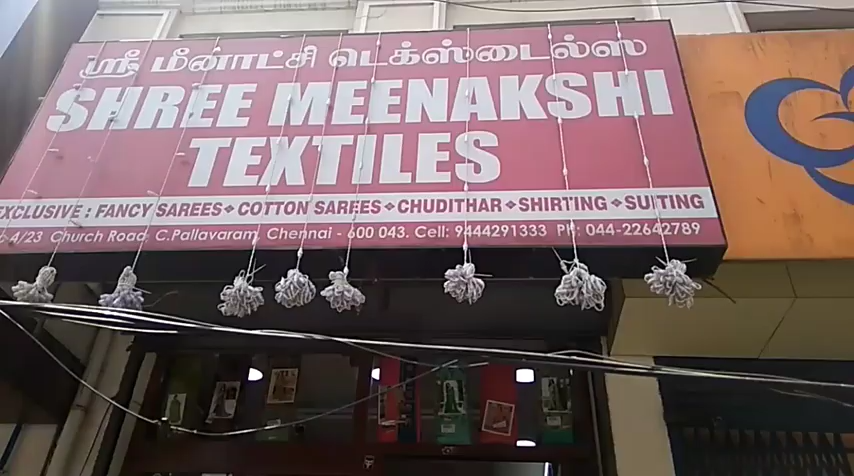 ஸ்ரீ மீனாட்சி டெக்ஸ்டைல்ஸ்
SHREE MEENAKSHI
TEXTILES
EXCLUSIVE : FANCY SAREES❖COTTON SAREES❖CHUDITHAR❖SHIRTING❖SUITING
4/23 Church Road, C.Pallavaram, Chennai - 600 043. Cell: 9444291333 Ph: 044-22642789